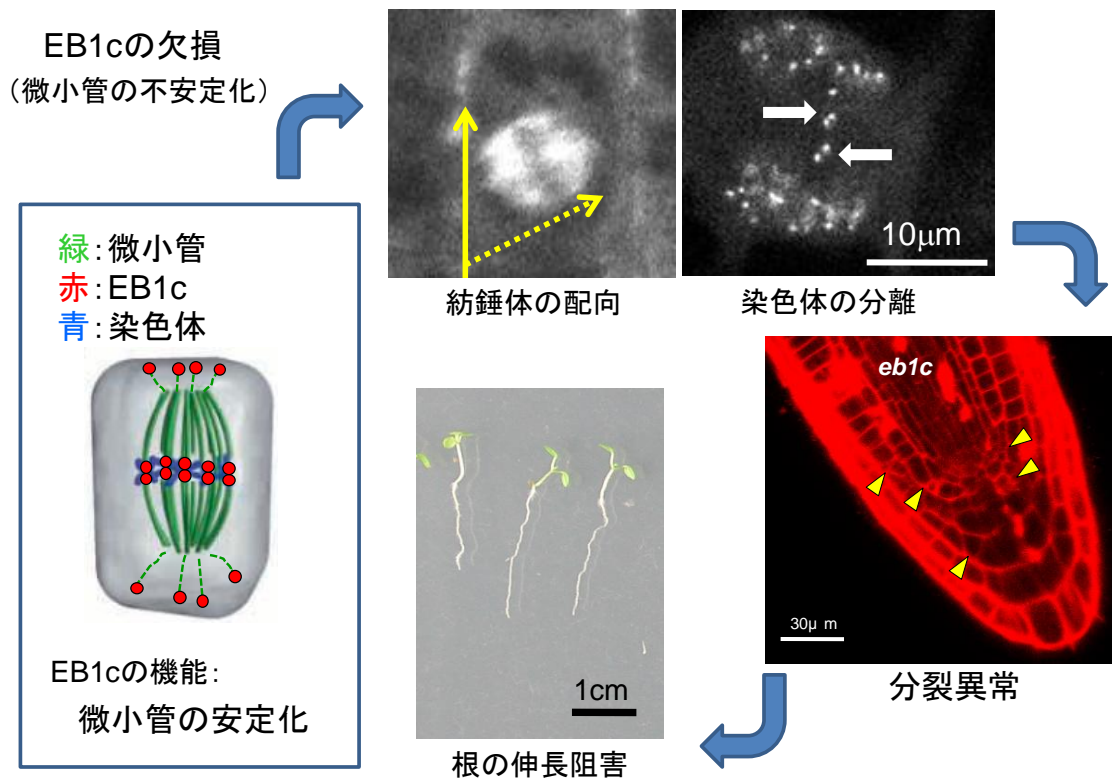 EB1cの欠損
(微小管の不安定化)
紡錘体の配向
10μm
染色体の分離
緑:微小管
赤:EB1c
青:染色体
EB1cの機能:
微小管の安定化
eb1c
30μ m
分裂異常
1cm
根の伸長阻害